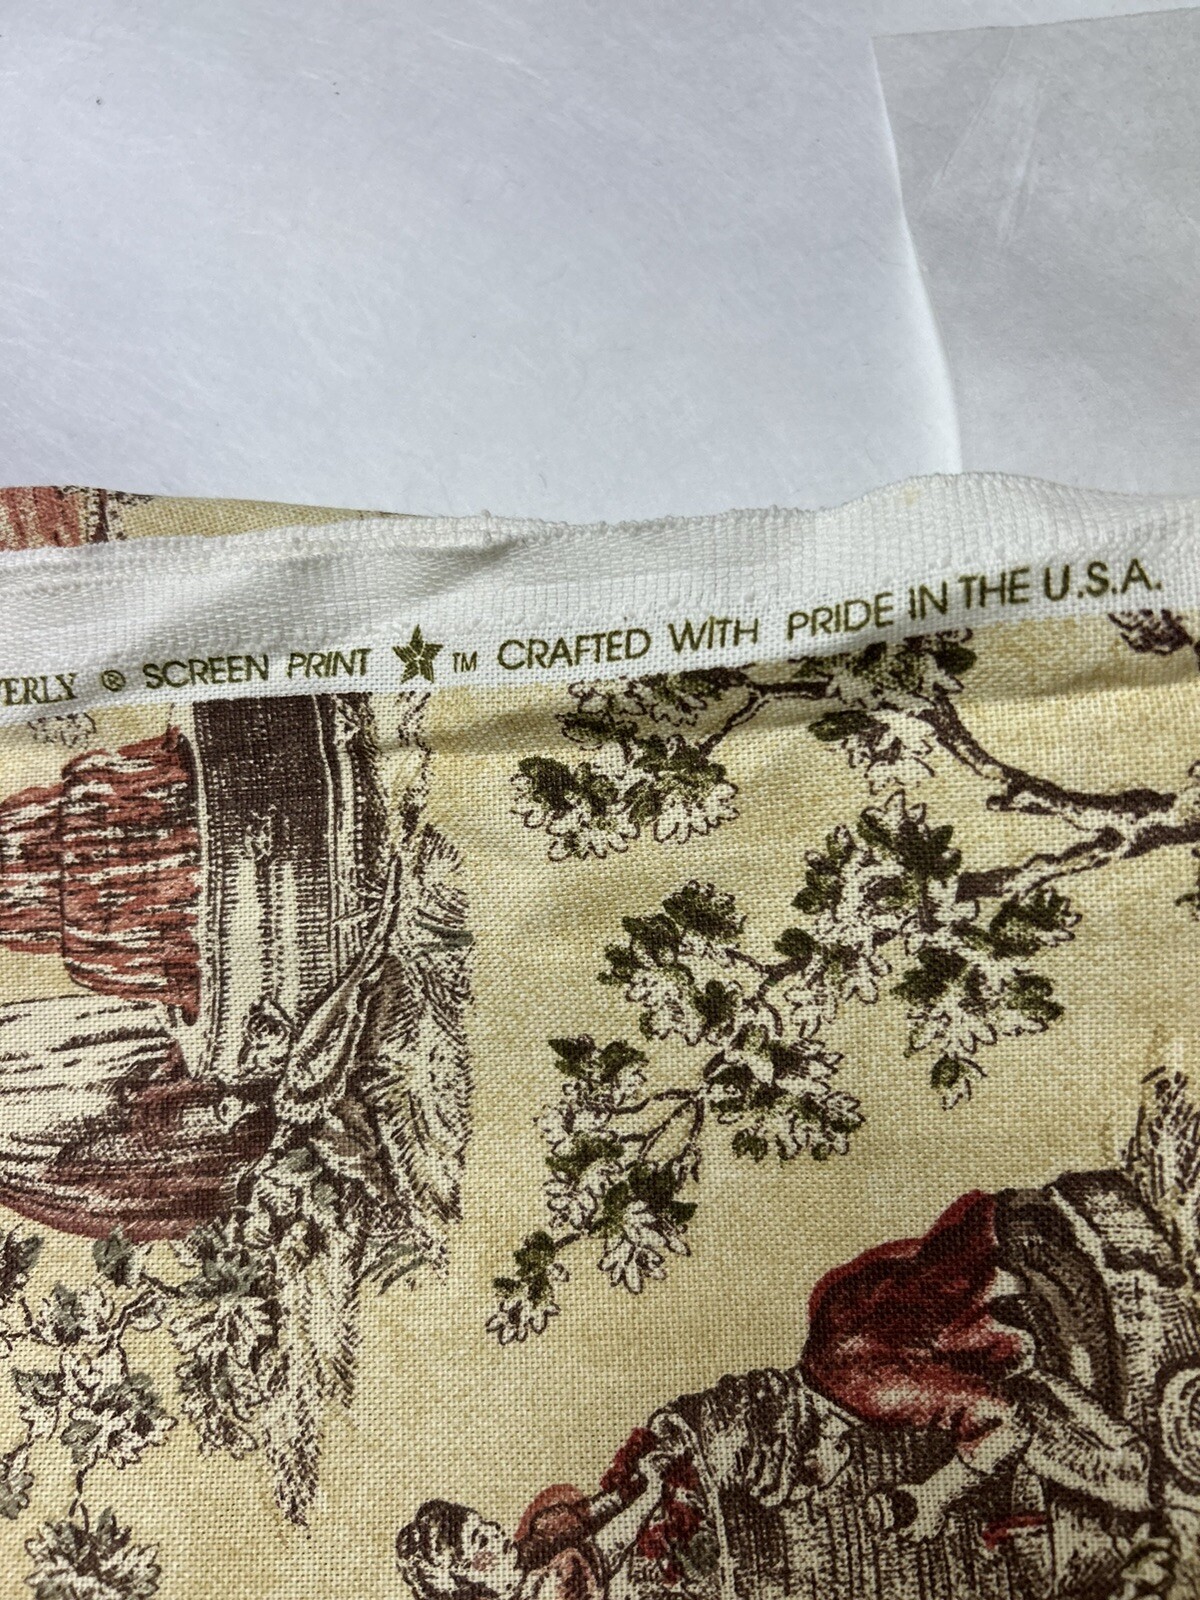 ERLY ® SCREEN PRINT ™ CRAFTED WITH PRIDE IN THE U.S.A.